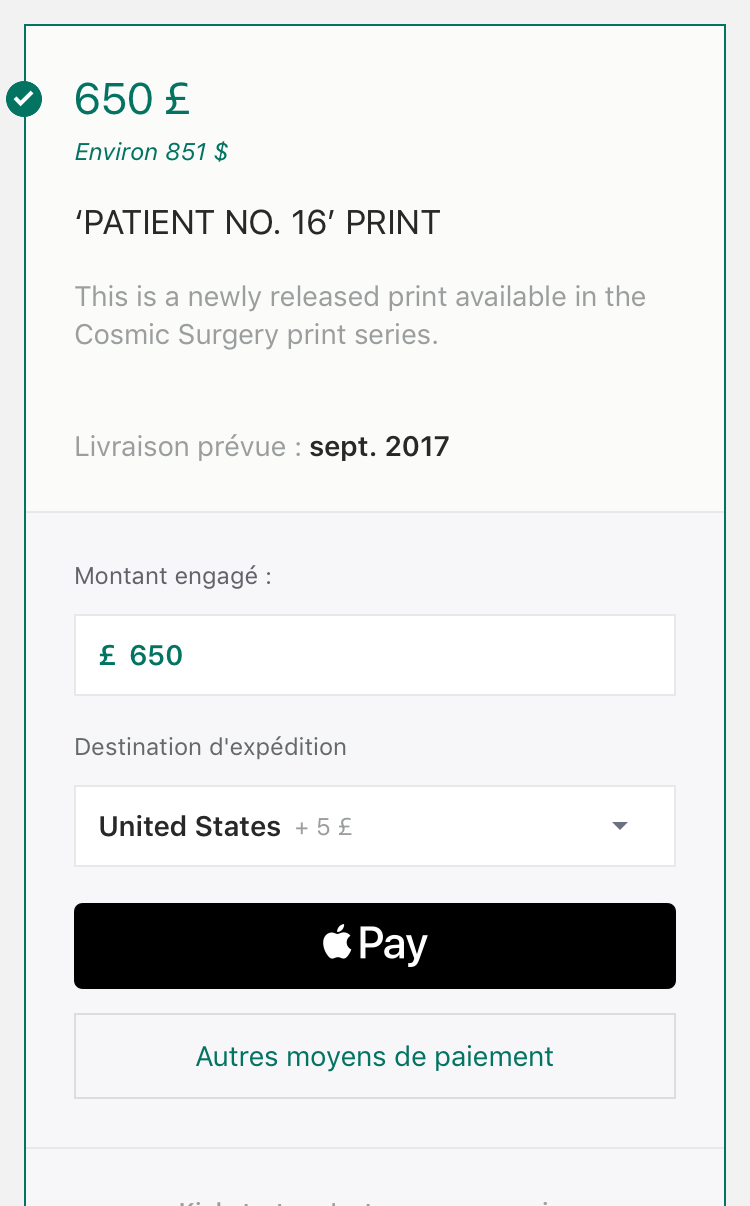 650 £
Environ 851 $
‘PATIENT NO. 16’ PRINT
This is a newly released print available in the
Cosmic Surgery print series.
Livraison prévue : sept. 2017
Montant engagé :
£ 650
Destination d'expédition
United States + 5 £
Pay
Autres moyens de paiement